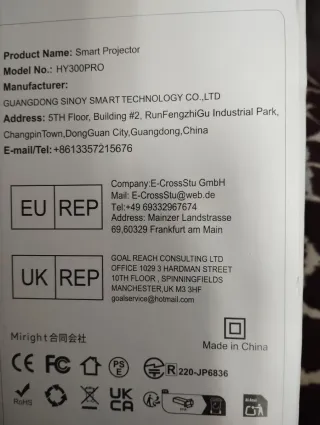 Product Name: Smart Projector
Model No.: HY300PRO
Manufacturer:
GUANGDONG SINOY SMART TECHNOLOGY CO.,LTD
Address: 5TH Floor, Building #2, RunFengzhiGu Industrial Park,
ChangpinTown,DongGuan City,Guangdong,China
E-mail/Tel:+8613357215676
EU REP
Company:E-CrossStu GmbH
Mail: E-CrossStu@web.de
Tel:+49 69332967674
Address: Mainzer Landstrasse
69,60329 Frankfurt am Main
UK REP
GOAL REACH CONSULTING LTD
OFFICE 1029 3 HARDMAN STREET
10TH FLOOR , SPINNINGFIELDS
MANCHESTER,UK M3 3HF
goalservice@hotmail.com
Miright合同会社
Made in China
CE FC PS E R 220-JP6836
RoHS UK CA